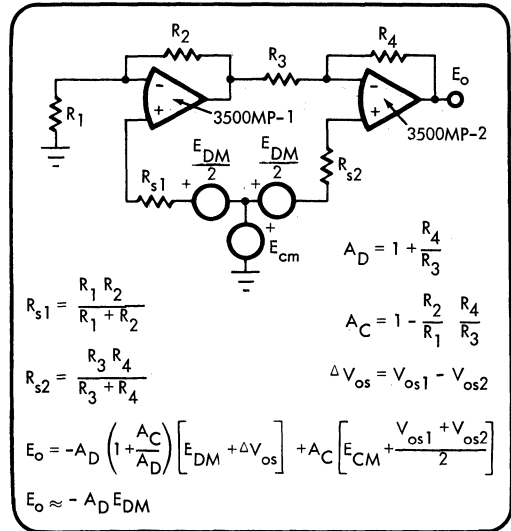 R2
R3
R4
Eo
R1
-
+
3500MP-1
-
+
3500MP-2
Rs1
EDM/2
+
EDM/2
+
Rs2
+
Ecm
AD = 1 + R4/R3
Rs1 = R1 R2/(R1 + R2)
AC = 1 - R2/R1 R4/R3
Rs2 = R3 R4/(R3 + R4)
ΔVos = Vos1 - Vos2
Eo = -AD (1 + AC/AD) [EDM + ΔVos] + AC [ECM + (Vos1 + Vos2)/2]
Eo ≈ - AD EDM